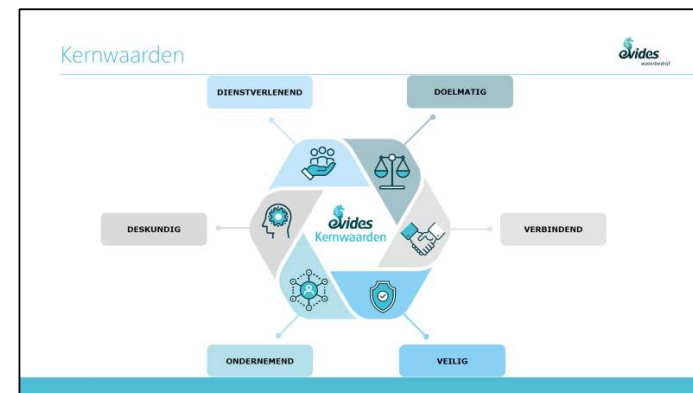 Kernwaarden
evides
waterbedrijf
DIENSTVERLENEND
DOELMATIG
DESKUNDIG
evides
Kernwaarden
VERBINDEND
ONDERNEMEND
VEILIG